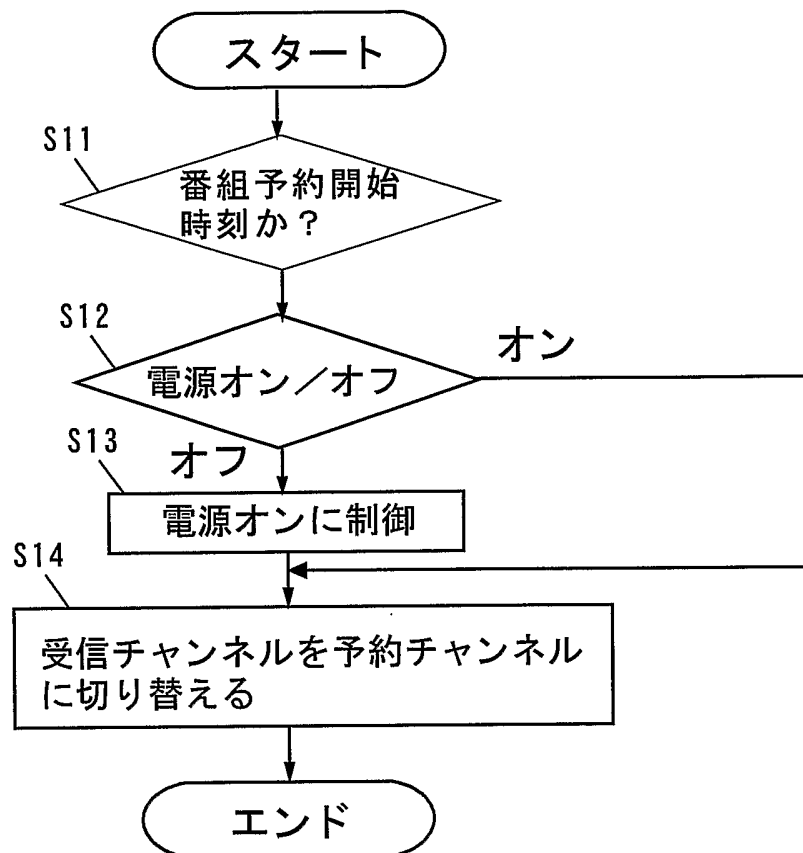 スタート
S11
番組予約開始
時刻か?
S12
電源オン/オフ
オン
オフ
S13
電源オンに制御
S14
受信チャンネルを予約チャンネル
に切り替える
エンド